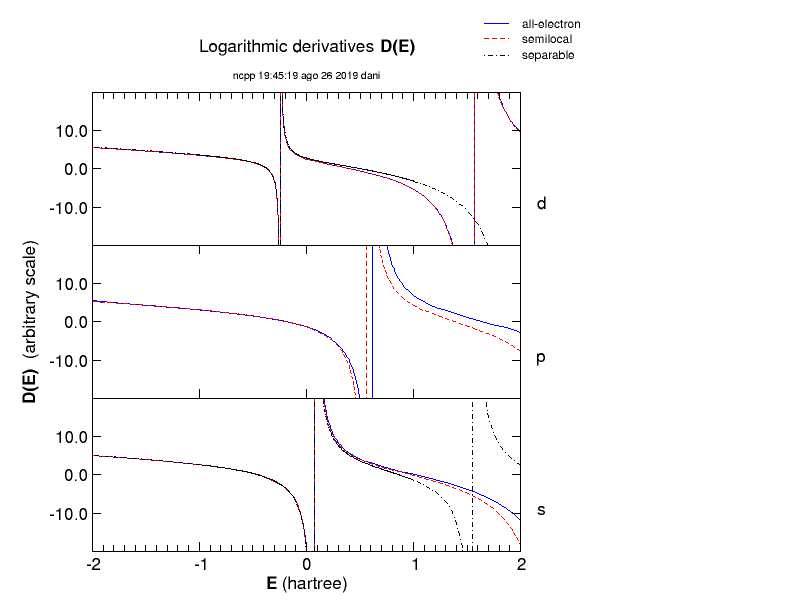 all-electron
semilocal
separable
Logarithmic derivatives D(E)
ncpp 19:45:19 ago 26 2019 dani
10.0
0.0
-10.0
d
10.0
0.0
-10.0
p
10.0
0.0
-10.0
s
D(E) (arbitrary scale)
-2 -1 0 1 2
E (hartree)